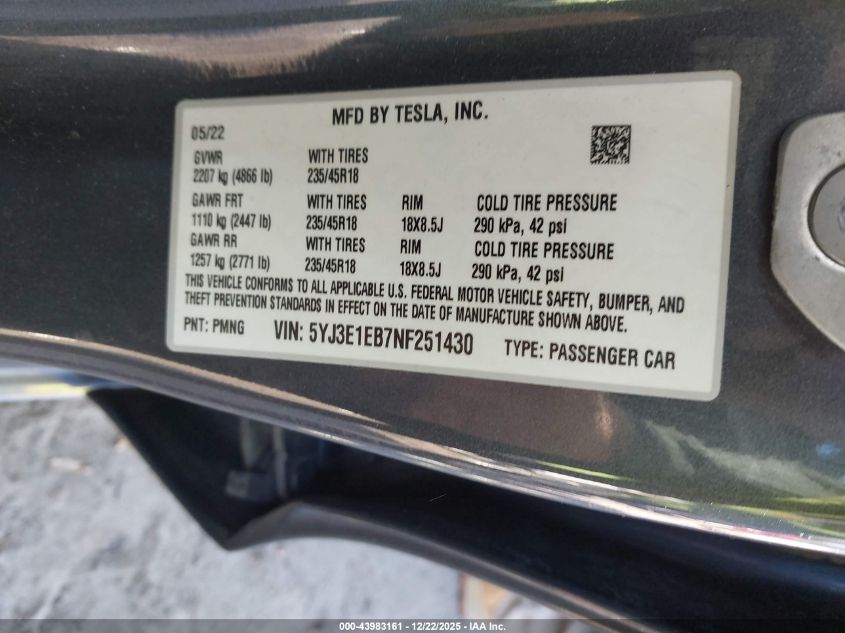 MFD BY TESLA, INC.
05/22
GVWR WITH TIRES
2207 kg (4866 lb) 235/45R18
GAWR FRT WITH TIRES RIM COLD TIRE PRESSURE
1110 kg (2447 lb) 235/45R18 18X8.5J 290 kPa, 42 psi
GAWR RR WITH TIRES RIM COLD TIRE PRESSURE
1257 kg (2771 lb) 235/45R18 18X8.5J 290 kPa, 42 psi
THIS VEHICLE CONFORMS TO ALL APPLICABLE U.S. FEDERAL MOTOR VEHICLE SAFETY, BUMPER, AND
THEFT PREVENTION STANDARDS IN EFFECT ON THE DATE OF MANUFACTURE SHOWN ABOVE.
PNT: PMNG VIN: 5YJ3E1EB7NF251430 TYPE: PASSENGER CAR
000-43983161 - 12/22/2025 - IAA Inc.